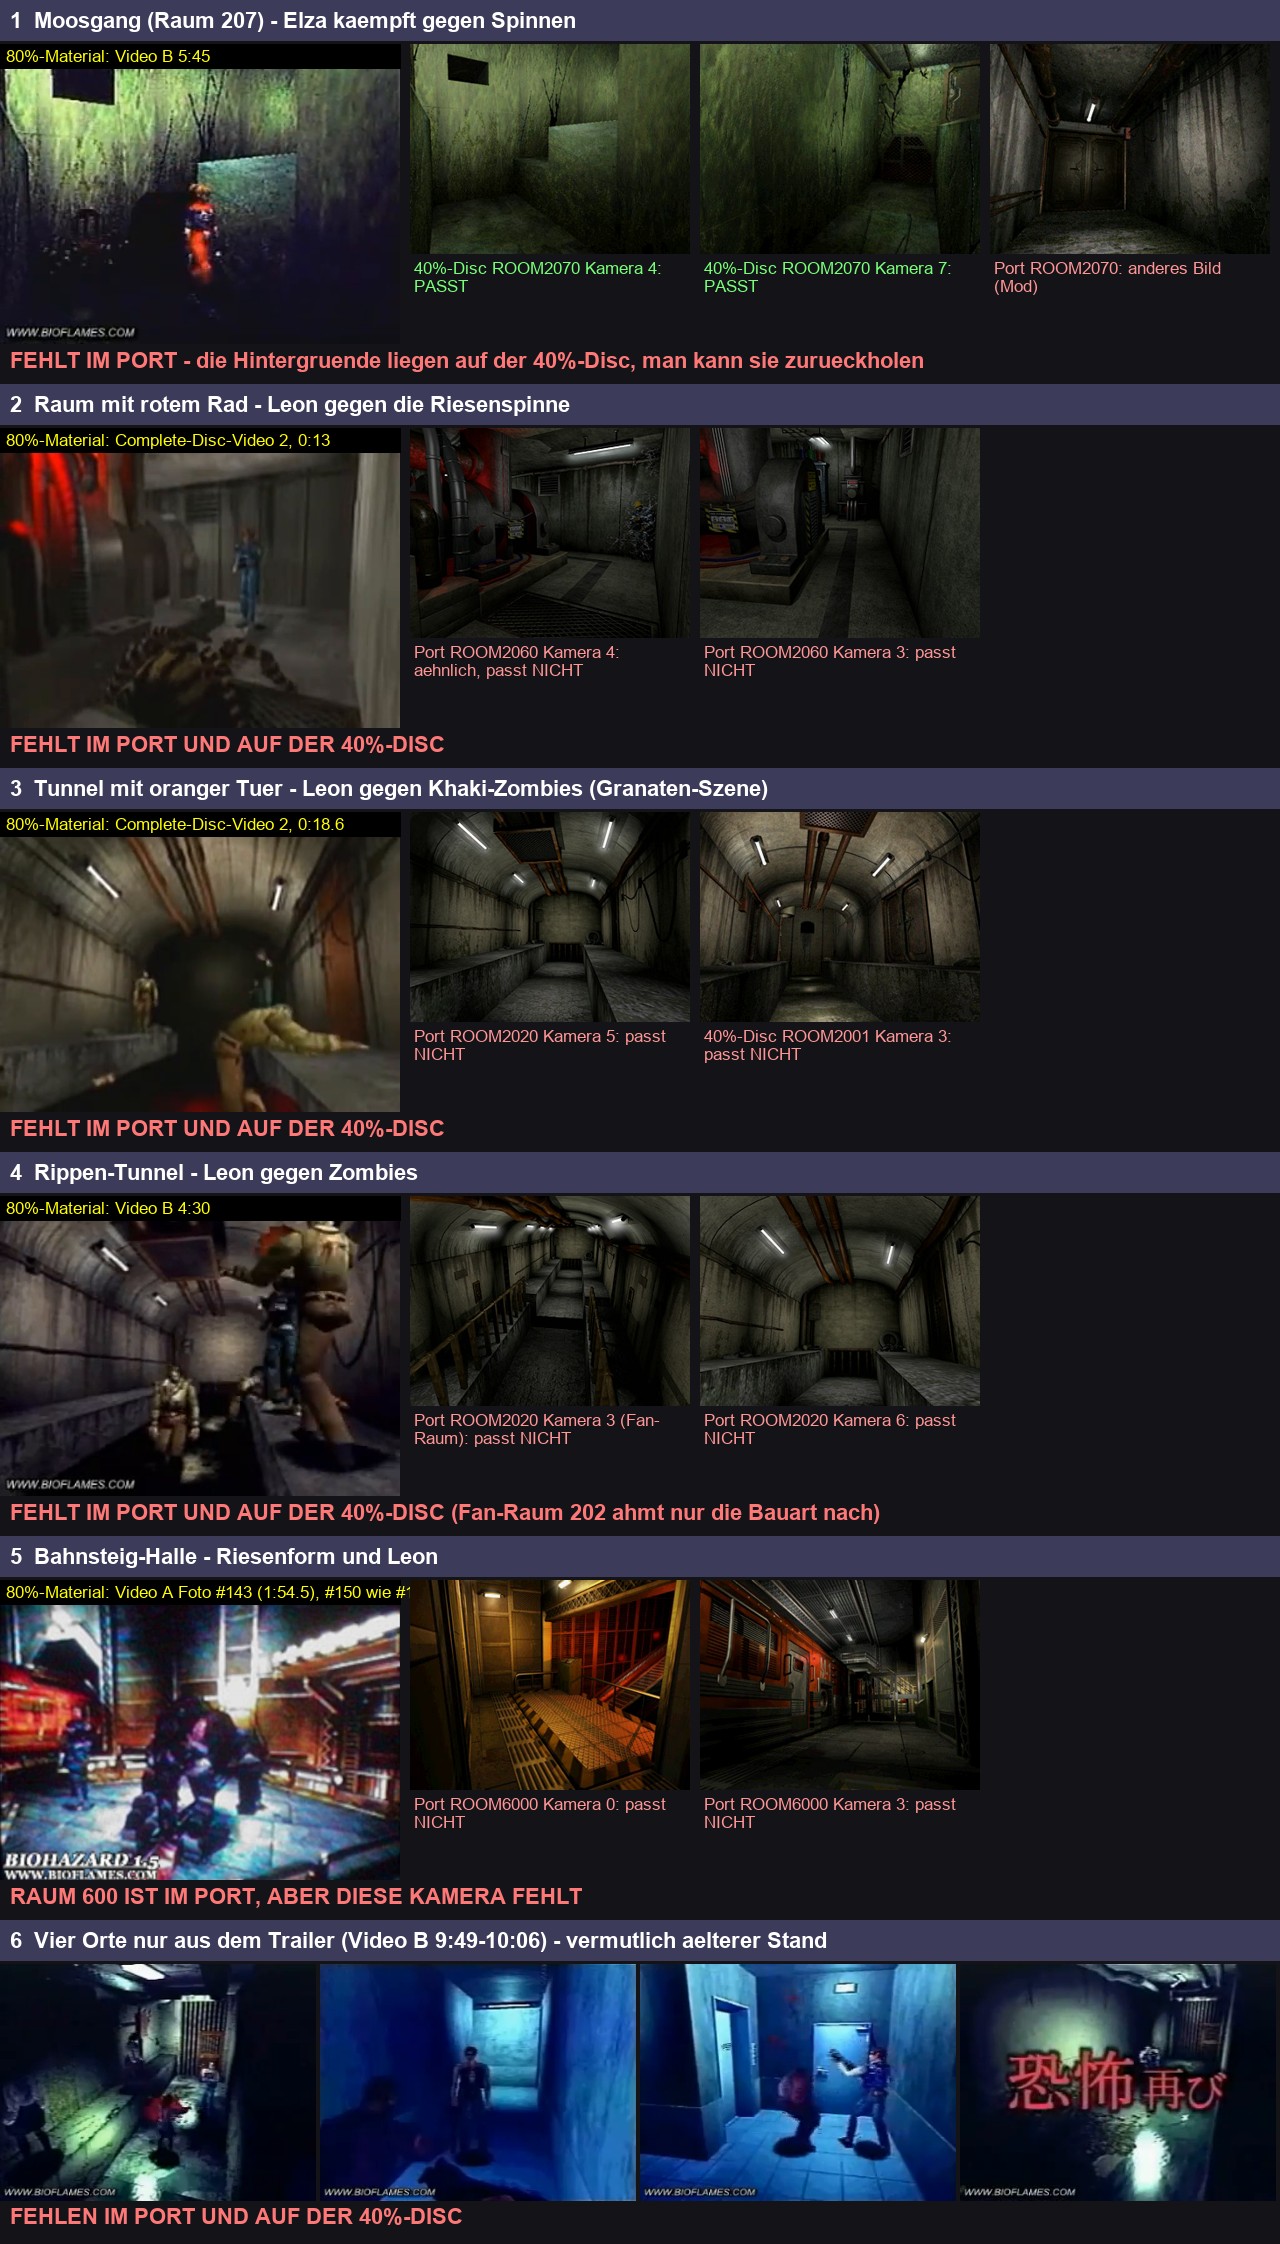 1 Moosgang (Raum 207) - Elza kaempft gegen Spinnen
80%-Material: Video B 5:45
WWW.BIOFLAMES.COM
40%-Disc ROOM2070 Kamera 4:
PASST
40%-Disc ROOM2070 Kamera 7:
PASST
Port ROOM2070: anderes Bild
(Mod)
FEHLT IM PORT - die Hintergruende liegen auf der 40%-Disc, man kann sie zurueckholen
2 Raum mit rotem Rad - Leon gegen die Riesenspinne
80%-Material: Complete-Disc-Video 2, 0:13
Port ROOM2060 Kamera 4:
aehnlich, passt NICHT
Port ROOM2060 Kamera 3: passt
NICHT
FEHLT IM PORT UND AUF DER 40%-DISC
3 Tunnel mit oranger Tuer - Leon gegen Khaki-Zombies (Granaten-Szene)
80%-Material: Complete-Disc-Video 2, 0:18.6
Port ROOM2020 Kamera 5: passt
NICHT
40%-Disc ROOM2001 Kamera 3:
passt NICHT
FEHLT IM PORT UND AUF DER 40%-DISC
4 Rippen-Tunnel - Leon gegen Zombies
80%-Material: Video B 4:30
WWW.BIOFLAMES.COM
Port ROOM2020 Kamera 3 (Fan-
Raum): passt NICHT
Port ROOM2020 Kamera 6: passt
NICHT
FEHLT IM PORT UND AUF DER 40%-DISC (Fan-Raum 202 ahmt nur die Bauart nach)
5 Bahnsteig-Halle - Riesenform und Leon
80%-Material: Video A Foto #143 (1:54.5), #150 wie #1
BIOHAZARD 1.5
WWW.BIOFLAMES.COM
Port ROOM6000 Kamera 0: passt
NICHT
Port ROOM6000 Kamera 3: passt
NICHT
RAUM 600 IST IM PORT, ABER DIESE KAMERA FEHLT
6 Vier Orte nur aus dem Trailer (Video B 9:49-10:06) - vermutlich aelterer Stand
WWW.BIOFLAMES.COM
WWW.BIOFLAMES.COM
WWW.BIOFLAMES.COM
恐怖再び
WWW.BIOFLAMES.COM
FEHLEN IM PORT UND AUF DER 40%-DISC